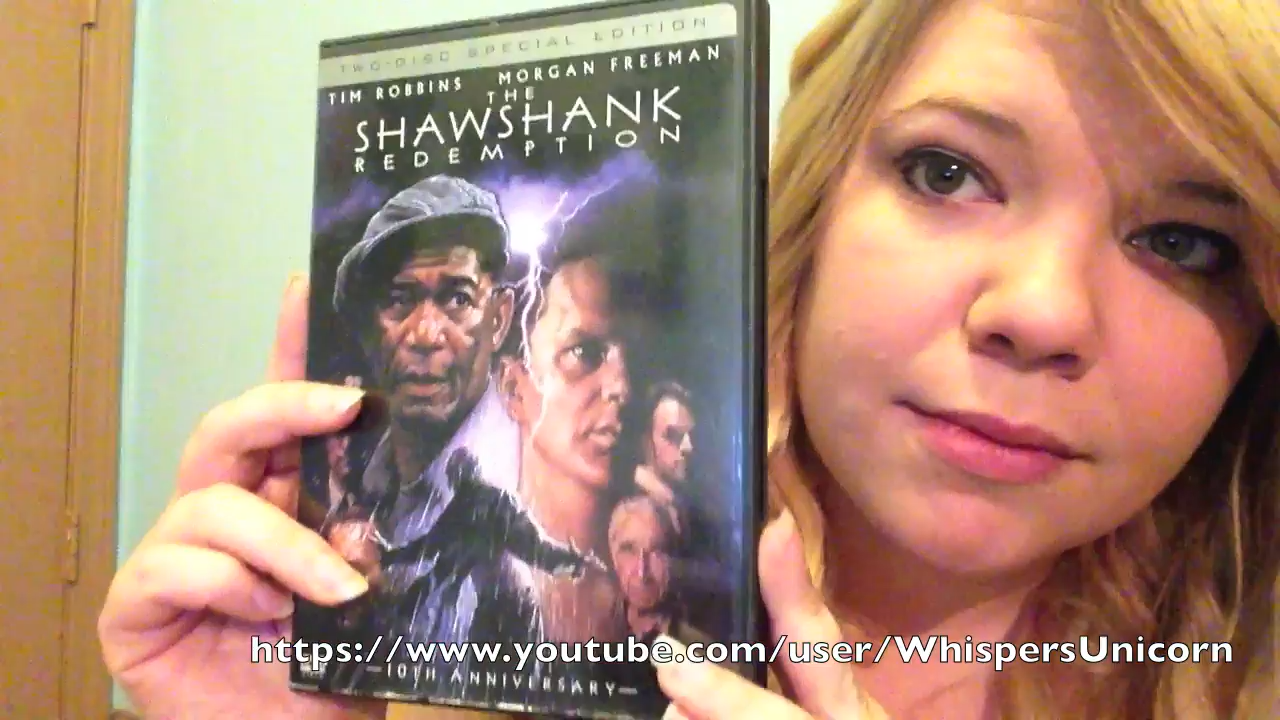 TWO-DISC SPECIAL EDITION
TIM ROBBINS MORGAN FREEMAN
THE
SHAWSHANK
REDEMPTION
https://www.youtube.com/user/WhispersUnicorn
—10TH ANNIVERSARY—